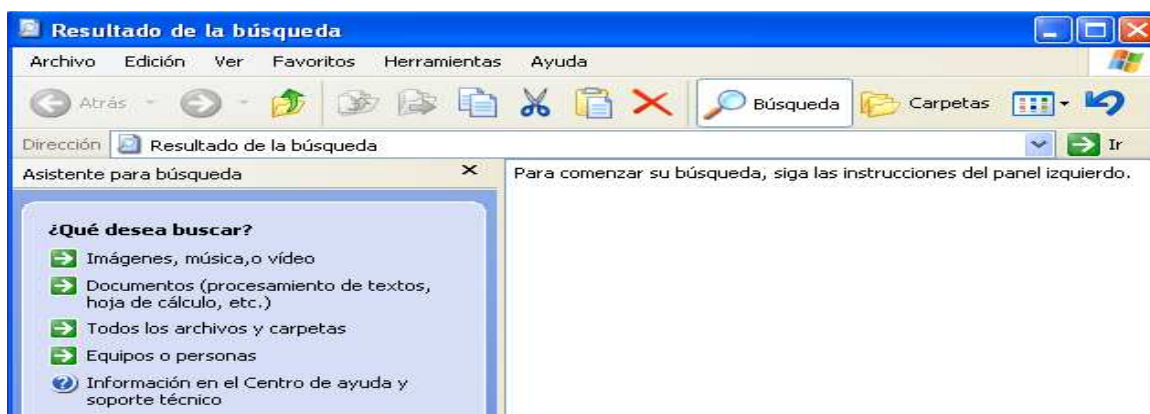 Resultado de la búsqueda
Archivo Edición Ver Favoritos Herramientas Ayuda
Atrás Búsqueda Carpetas
Dirección Resultado de la búsqueda Ir
Asistente para búsqueda
Para comenzar su búsqueda, siga las instrucciones del panel izquierdo.
¿Qué desea buscar?
Imágenes, música,o vídeo
Documentos (procesamiento de textos,
hoja de cálculo, etc.)
Todos los archivos y carpetas
Equipos o personas
Información en el Centro de ayuda y
soporte técnico